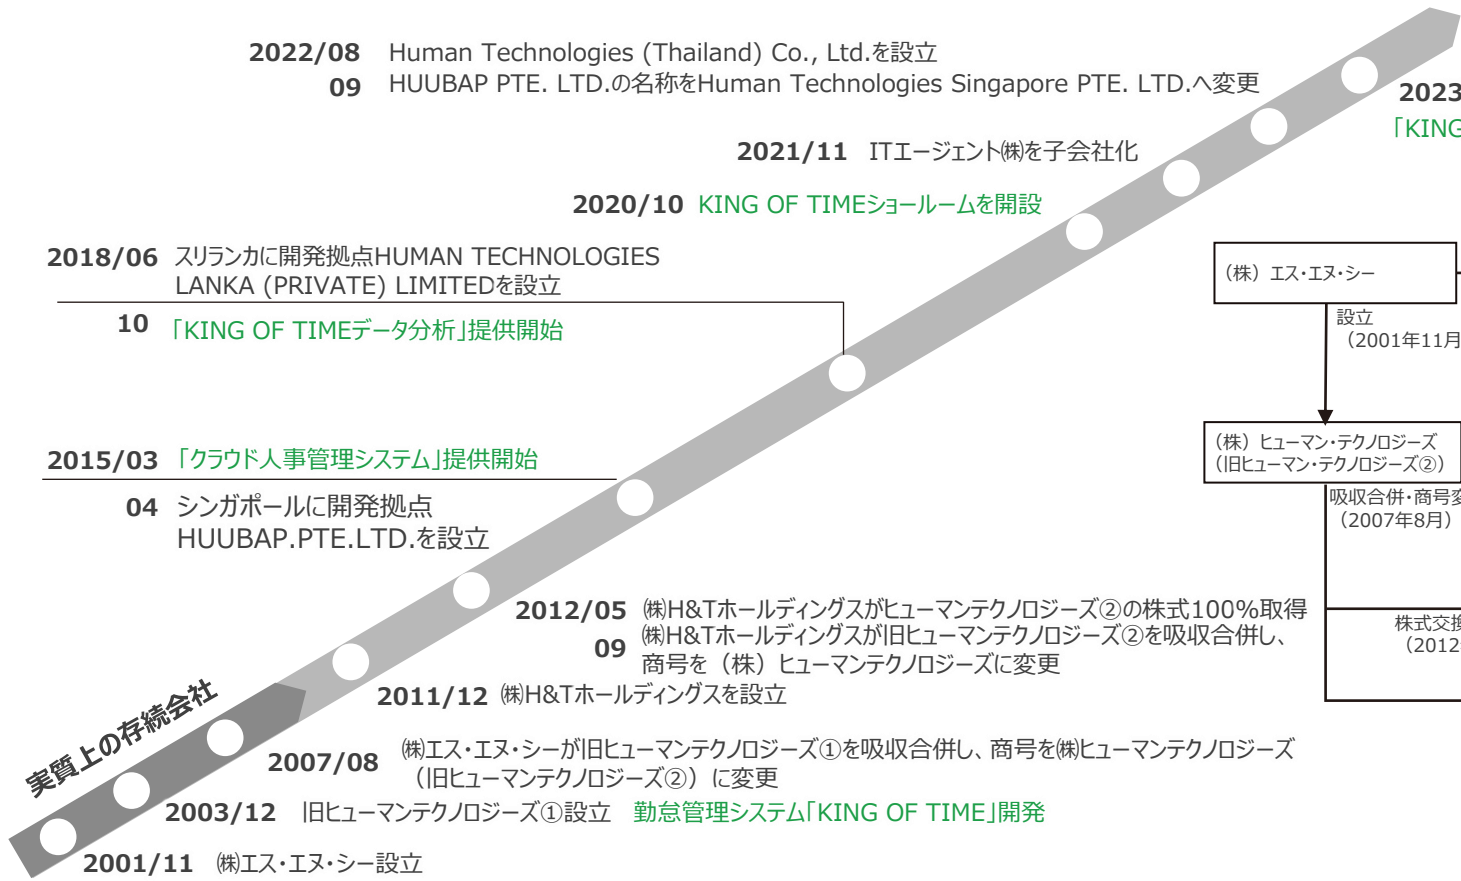 2022/08 Human Technologies (Thailand) Co., Ltd.を設立
09 HUUBAP PTE. LTD.の名称をHuman Technologies Singapore PTE. LTD.へ変更
2023
「KING
2021/11 ITエージェント㈱を子会社化
2020/10 KING OF TIMEショールームを開設
2018/06 スリランカに開発拠点HUMAN TECHNOLOGIES
LANKA (PRIVATE) LIMITEDを設立
10 「KING OF TIMEデータ分析」提供開始
2015/03 「クラウド人事管理システム」提供開始
04 シンガポールに開発拠点
HUUBAP.PTE.LTD.を設立
2012/05 ㈱H&Tホールディングスがヒューマンテクノロジーズ②の株式100%取得
09 ㈱H&Tホールディングスが旧ヒューマンテクノロジーズ②を吸収合併し、
商号を（株）ヒューマンテクノロジーズに変更
2011/12 ㈱H&Tホールディングスを設立
実質上の存続会社
2007/08 ㈱エス・エヌ・シーが旧ヒューマンテクノロジーズ①を吸収合併し、商号を㈱ヒューマンテクノロジーズ
（旧ヒューマンテクノロジーズ②）に変更
2003/12 旧ヒューマンテクノロジーズ①設立 勤怠管理システム「KING OF TIME」開発
2001/11 ㈱エス・エヌ・シー設立
（株）エス・エヌ・シー
設立
（2001年11月
（株）ヒューマン・テクノロジーズ
（旧ヒューマン・テクノロジーズ②）
吸収合併・商号変
（2007年8月）
株式交換
（2012